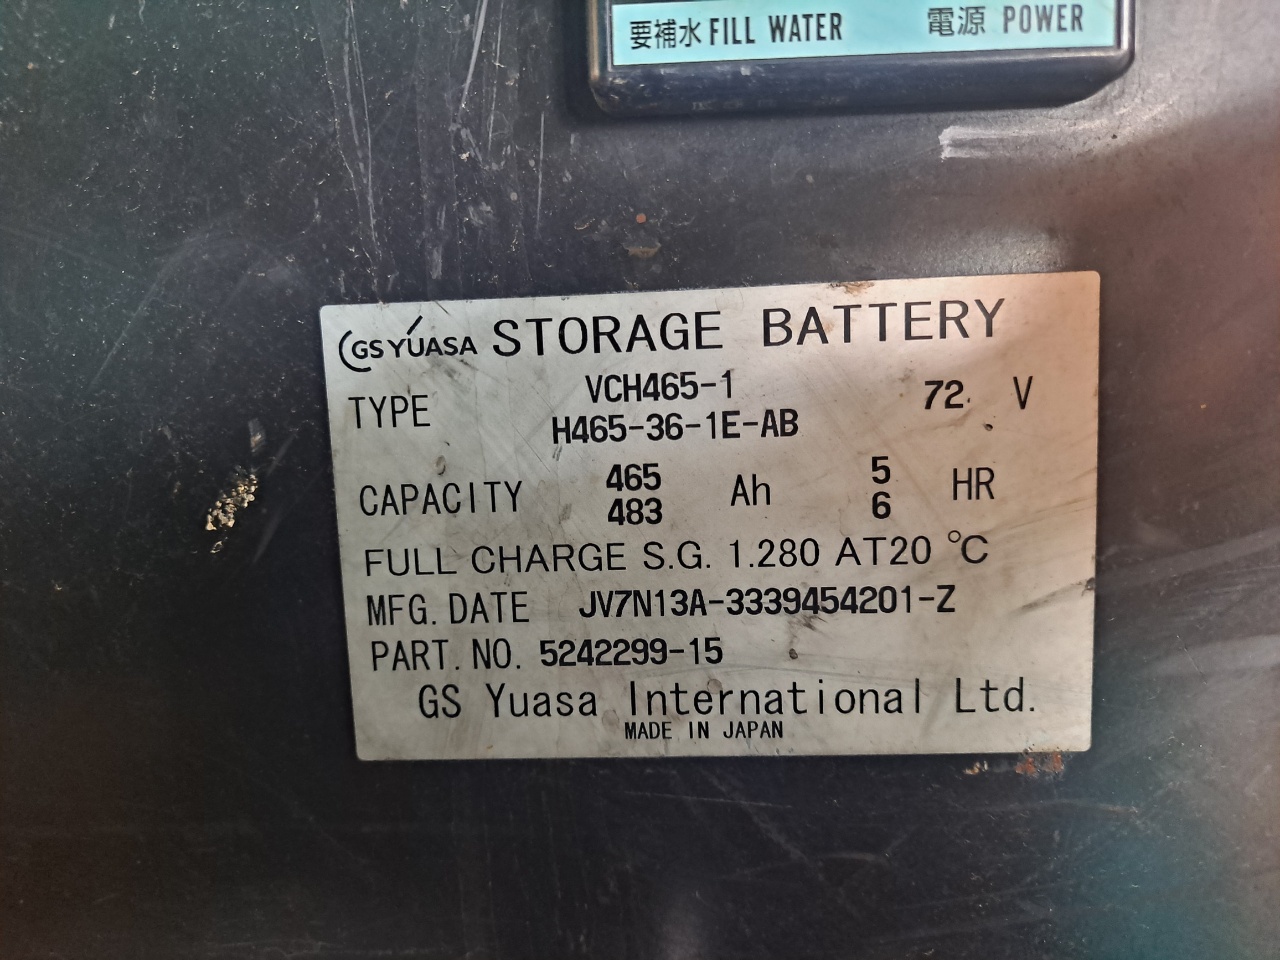 要補水 FILL WATER 電源 POWER
GS YUASA STORAGE BATTERY
TYPE VCH465-1 72 V
H465-36-1E-AB
CAPACITY 465 Ah 5 HR
483 6
FULL CHARGE S.G. 1.280 AT20 ℃
MFG. DATE JV7N13A-3339454201-Z
PART. NO. 5242299-15
GS Yuasa International Ltd.
MADE IN JAPAN